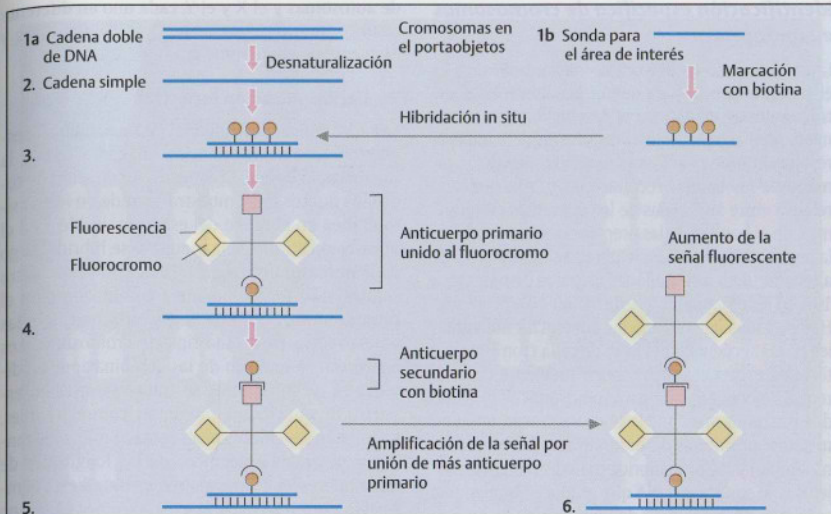 1a Cadena doble
de DNA
Desnaturalización
Cromosomas en
el portaobjetos
1b Sonda para
el área de interés
Marcación
con biotina
2. Cadena simple
Hibridación in situ
3.
Fluorescencia
Fluorocromo
Anticuerpo primario
unido al fluorocromo
Aumento de la
señal fluorescente
4.
Anticuerpo
secundario
con biotina
Amplificación de la señal por
unión de más anticuerpo
primario
5.
6.